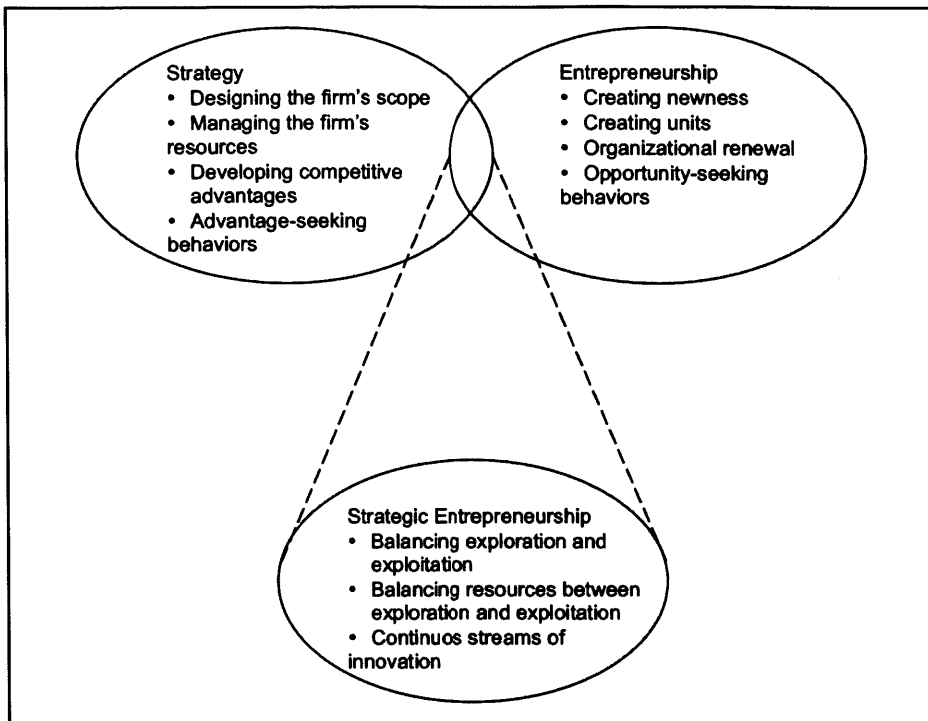 Strategy
• Designing the firm's scope
• Managing the firm's
resources
• Developing competitive
advantages
• Advantage-seeking
behaviors
Entrepreneurship
• Creating newness
• Creating units
• Organizational renewal
• Opportunity-seeking
behaviors
Strategic Entrepreneurship
• Balancing exploration and
exploitation
• Balancing resources between
exploration and exploitation
• Continuos streams of
innovation